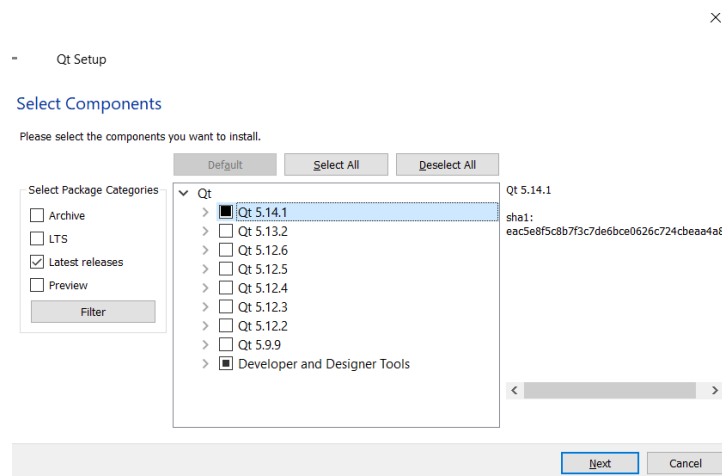 Qt Setup
Select Components
Please select the components you want to install.
Default Select All Deselect All
Select Package Categories
Archive
LTS
Latest releases
Preview
Filter
Qt
Qt 5.14.1
Qt 5.13.2
Qt 5.12.6
Qt 5.12.5
Qt 5.12.4
Qt 5.12.3
Qt 5.12.2
Qt 5.9.9
Developer and Designer Tools
Qt 5.14.1
sha1:
eac5e8f5c8b7f3c7de6bce0626c724cbeaa4a8
Next Cancel